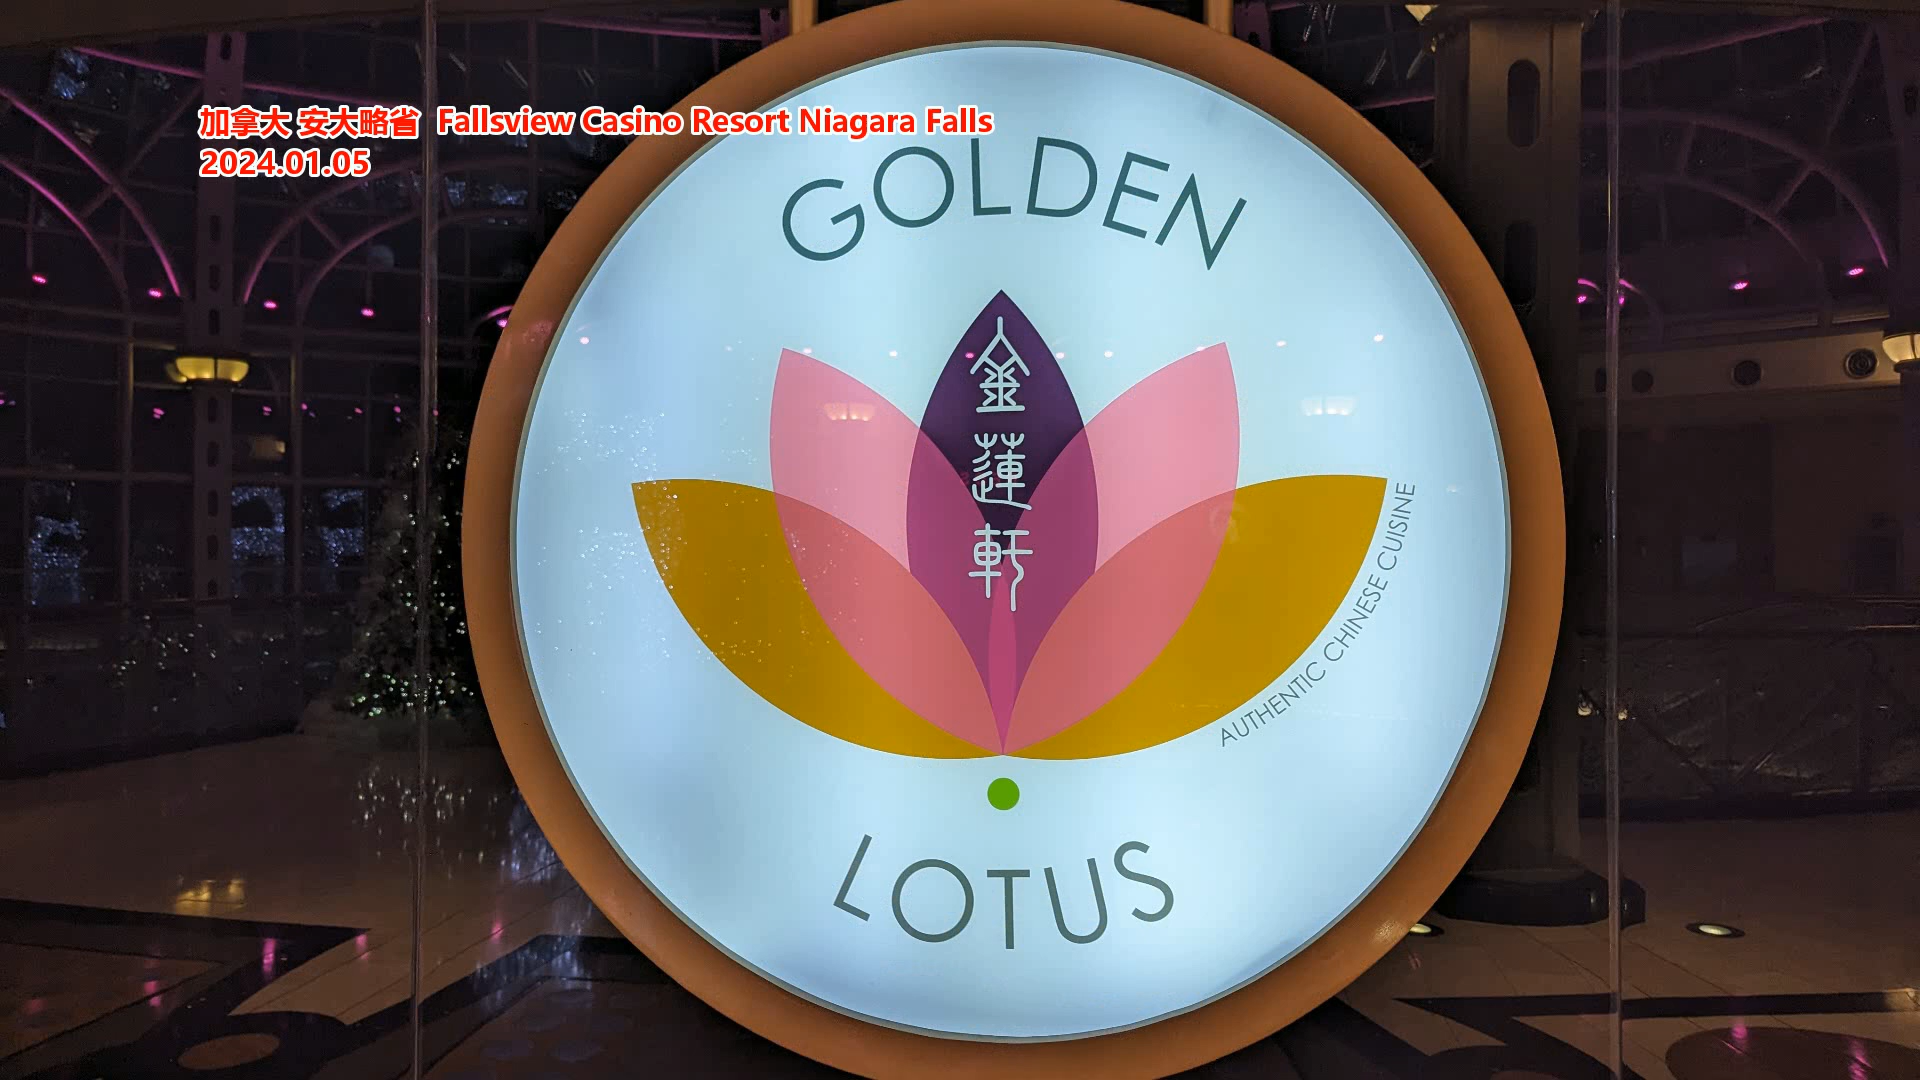 加拿大 安大略省 Fallsview Casino Resort Niagara Falls
2024.01.05
GOLDEN
金蓮軒
AUTHENTIC CHINESE CUISINE
LOTUS